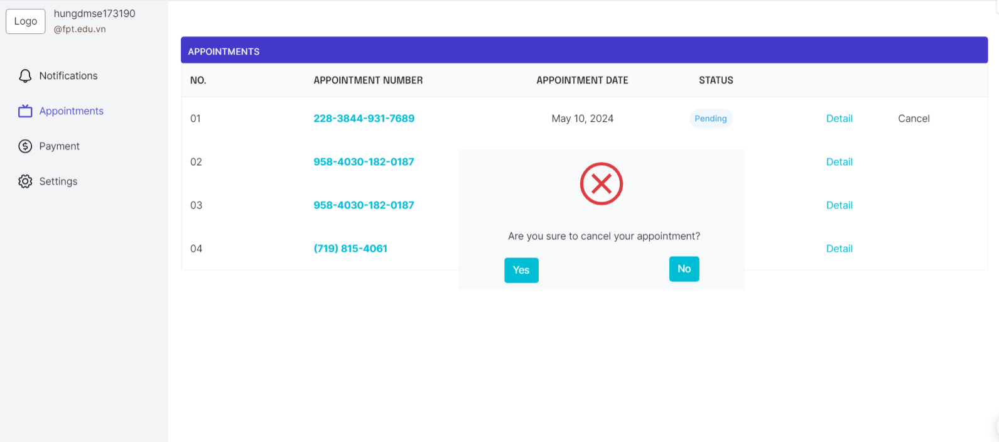 Logo
hungdmse173190
@fpt.edu.vn
Notifications
Appointments
Payment
Settings
APPOINTMENTS
NO. APPOINTMENT NUMBER APPOINTMENT DATE STATUS
01 228-3844-931-7689 May 10, 2024 Pending Detail Cancel
02 958-4030-182-0187 Detail
03 958-4030-182-0187 Detail
04 (719) 815-4061 Detail
Are you sure to cancel your appointment?
Yes No